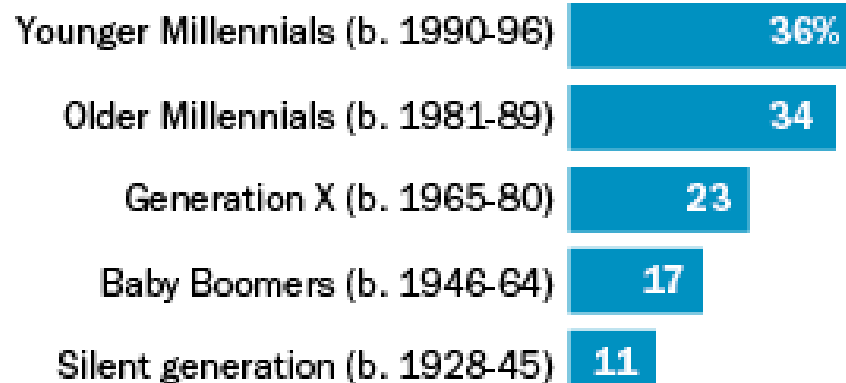 Younger Millennials (b. 1990-96) 36%
Older Millennials (b. 1981-89) 34
Generation X (b. 1965-80) 23
Baby Boomers (b. 1946-64) 17
Silent generation (b. 1928-45) 11